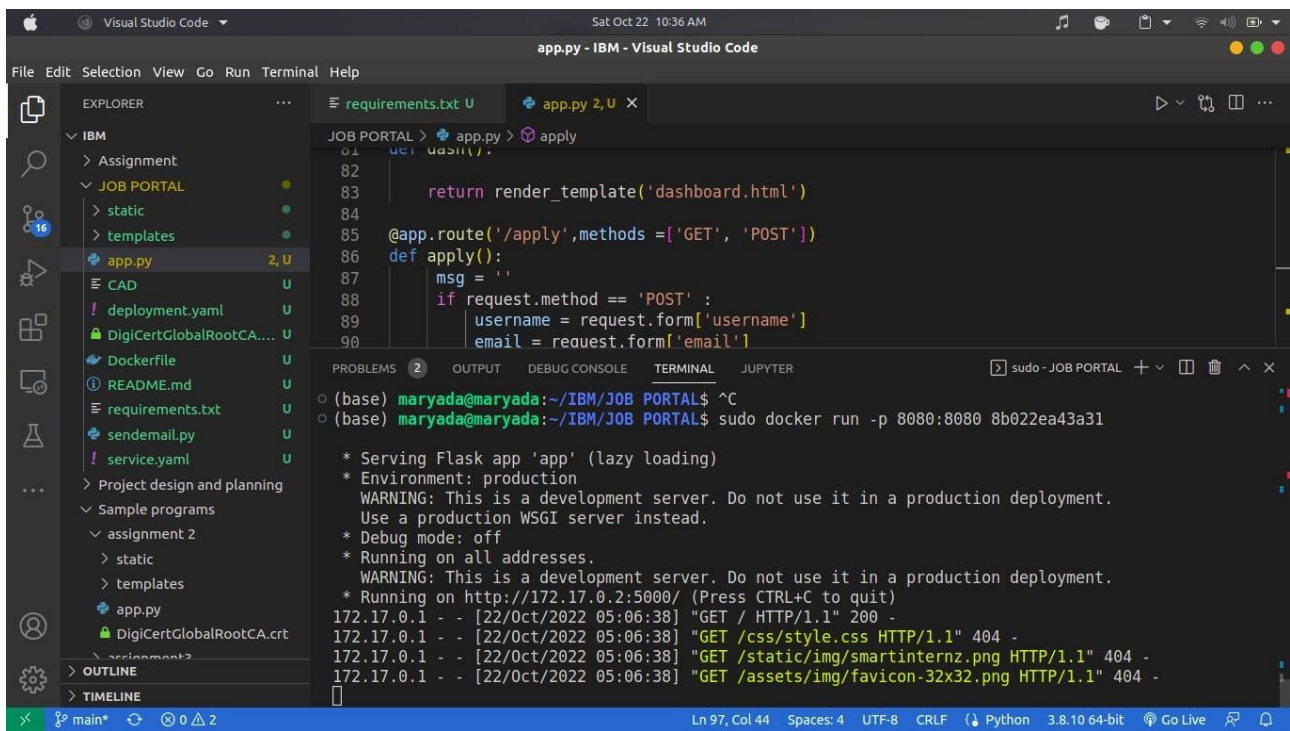 Visual Studio Code
Sat Oct 22 10:36 AM
app.py - IBM - Visual Studio Code
File Edit Selection View Go Run Terminal Help
EXPLORER
IBM
> Assignment
JOB PORTAL
> static
> templates
app.py 2, U
CAD U
! deployment.yaml U
DigiCertGlobalRootCA.... U
Dockerfile U
README.md U
requirements.txt U
sendemail.py U
! service.yaml U
> Project design and planning
Sample programs
assignment 2
> static
> templates
app.py
DigiCertGlobalRootCA.crt
> assignment3
> OUTLINE
> TIMELINE
16
requirements.txt U app.py 2, U ×
JOB PORTAL > app.py > apply
81 def dash():
82
83 return render_template('dashboard.html')
84
85 @app.route('/apply',methods =['GET', 'POST'])
86 def apply():
87 msg = ''
88 if request.method == 'POST' :
89 username = request.form['username']
90 email = request.form['email']
PROBLEMS 2 OUTPUT DEBUG CONSOLE TERMINAL JUPYTER sudo - JOB PORTAL
(base) maryada@maryada:~/IBM/JOB PORTAL$ ^C
(base) maryada@maryada:~/IBM/JOB PORTAL$ sudo docker run -p 8080:8080 8b022ea43a31
* Serving Flask app 'app' (lazy loading)
* Environment: production
WARNING: This is a development server. Do not use it in a production deployment.
Use a production WSGI server instead.
* Debug mode: off
* Running on all addresses.
WARNING: This is a development server. Do not use it in a production deployment.
* Running on http://172.17.0.2:5000/ (Press CTRL+C to quit)
172.17.0.1 - - [22/Oct/2022 05:06:38] "GET / HTTP/1.1" 200 -
172.17.0.1 - - [22/Oct/2022 05:06:38] "GET /css/style.css HTTP/1.1" 404 -
172.17.0.1 - - [22/Oct/2022 05:06:38] "GET /static/img/smartinternz.png HTTP/1.1" 404 -
172.17.0.1 - - [22/Oct/2022 05:06:38] "GET /assets/img/favicon-32x32.png HTTP/1.1" 404 -
main* 0 2 Ln 97, Col 44 Spaces: 4 UTF-8 CRLF Python 3.8.10 64-bit Go Live